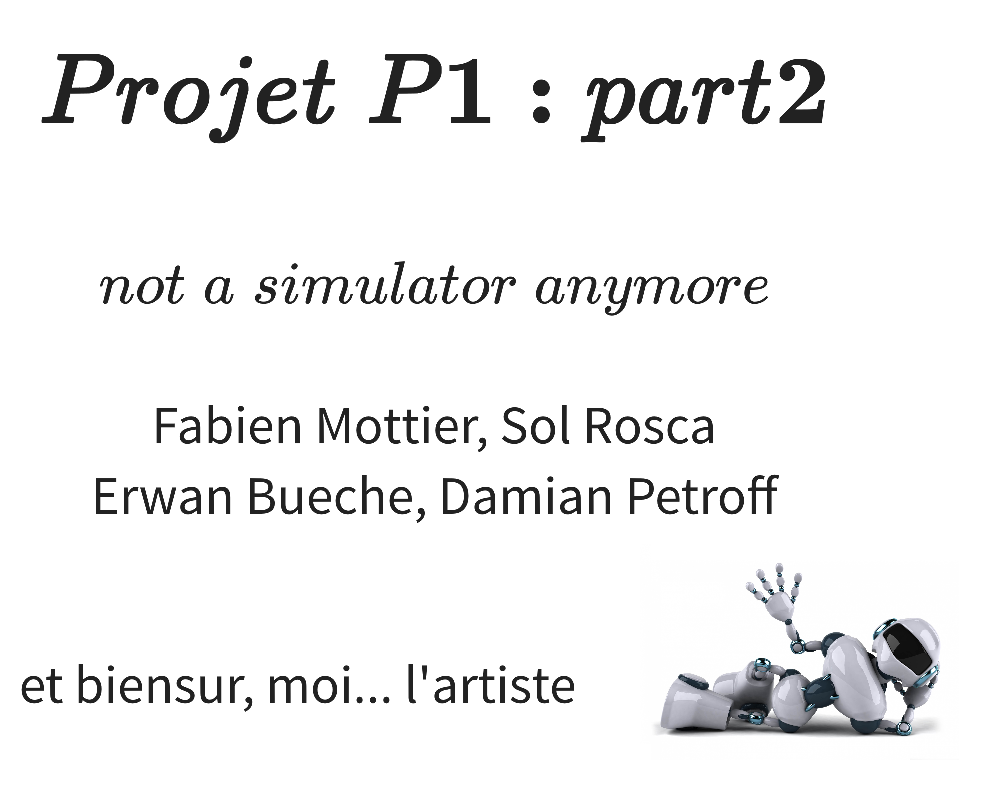 Projet P1 : part2
not a simulator anymore
Fabien Mottier, Sol Rosca
Erwan Bueche, Damian Petroff
et biensur, moi... l'artiste